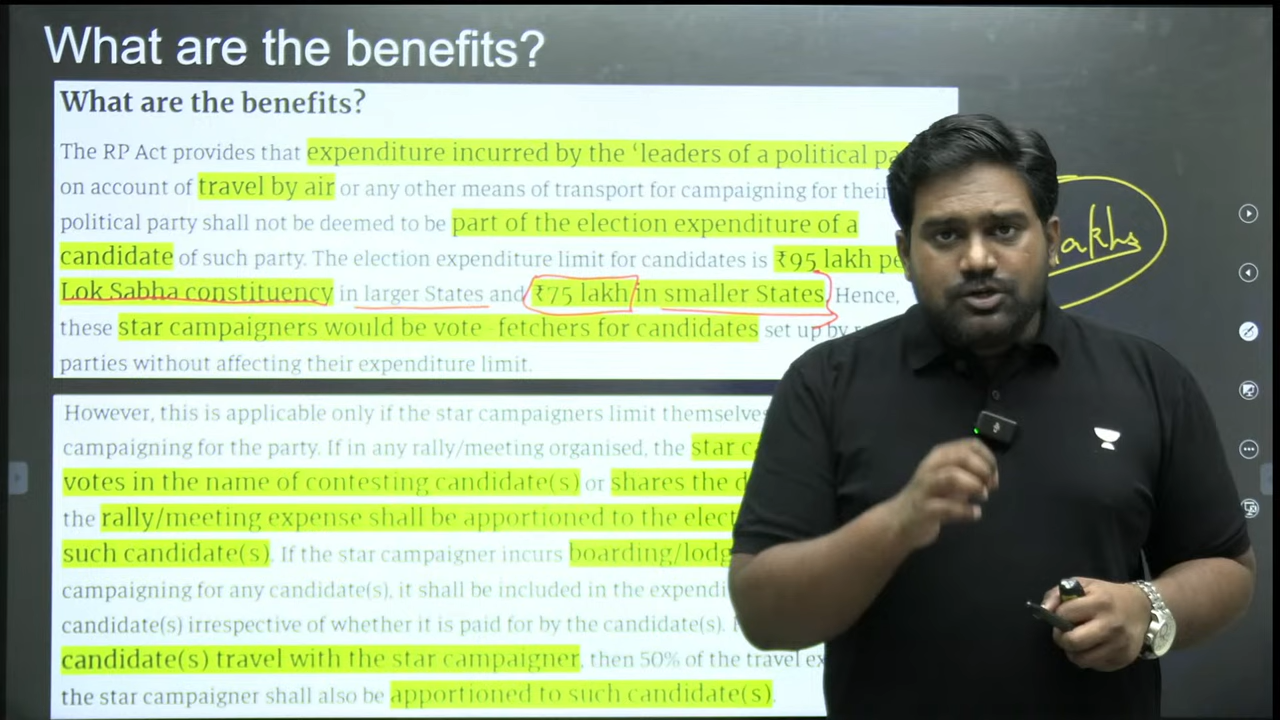 What are the benefits?
What are the benefits?
The RP Act provides that expenditure incurred by the ‘leaders of a political
on account of travel by air or any other means of transport for campaigning for their
political party shall not be deemed to be part of the election expenditure of a
candidate of such party. The election expenditure limit for candidates is ₹95 lakh
Lok Sabha constituency in larger States and ₹75 lakh in smaller States. Hence,
these star campaigners would be vote-fetchers for candidates set up by
parties without affecting their expenditure limit.
However, this is applicable only if the star campaigners limit
campaigning for the party. If in any rally/meeting organised, the star
votes in the name of contesting candidate(s) or shares the
the rally/meeting expense shall be apportioned to the
such candidate(s). If the star campaigner incurs
campaigning for any candidate(s), it shall be included in the
candidate(s) irrespective of whether it is paid for by the candidate(s).
candidate(s) travel with the star campaigner, then 50% of the travel
the star campaigner shall also be apportioned to such candidate(s).